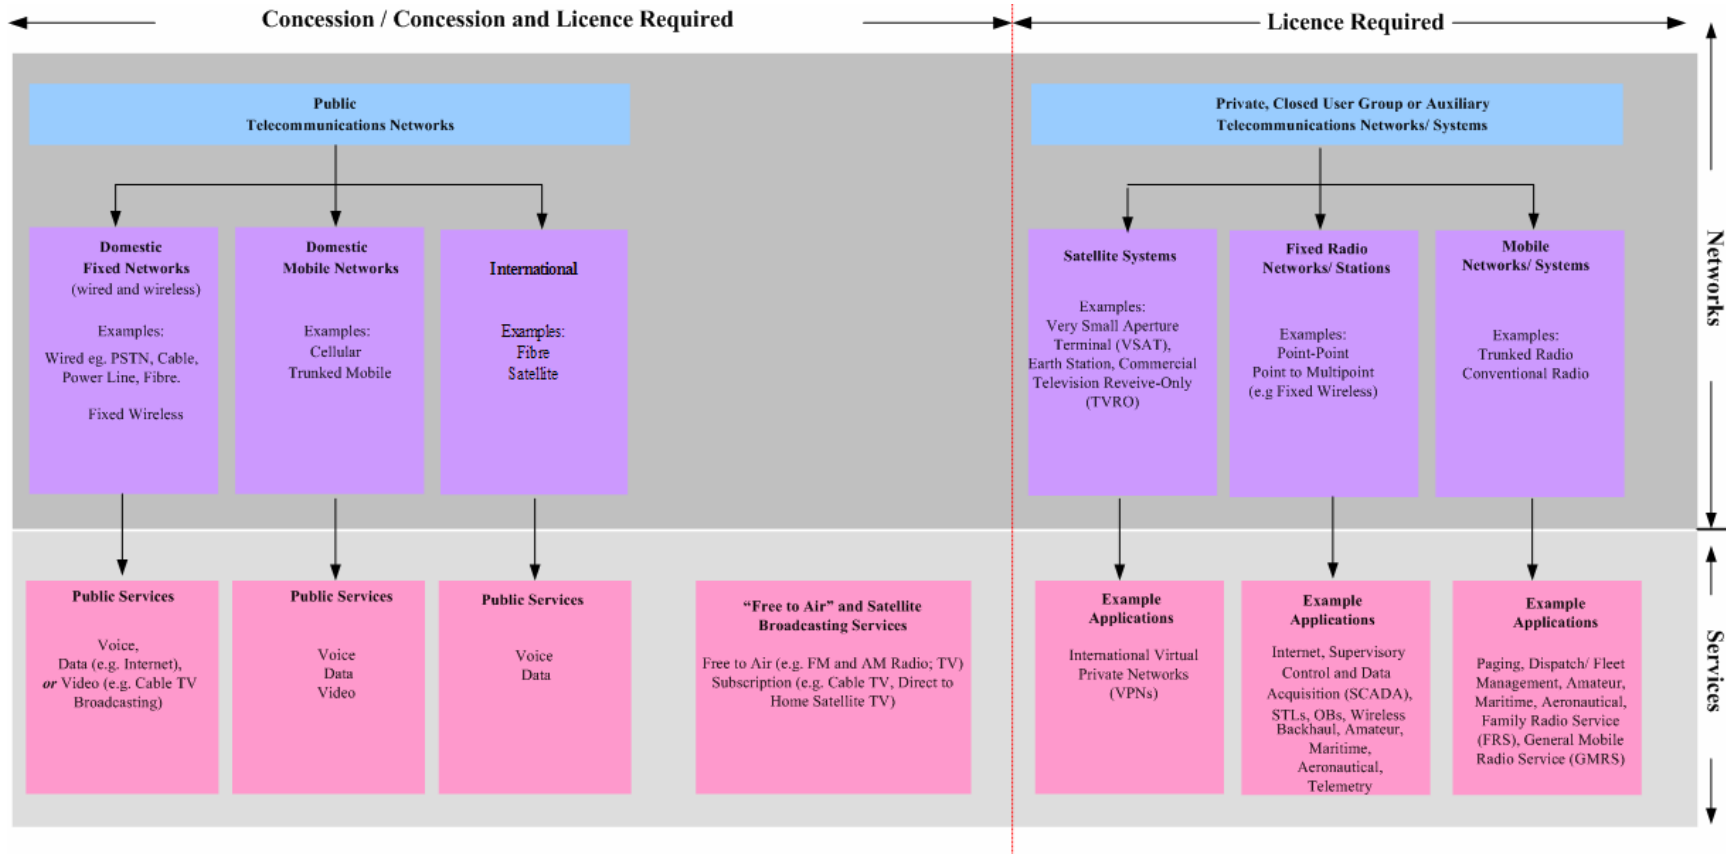 Concession / Concession and Licence Required
Licence Required
Public
Telecommunications Networks
Private, Closed User Group or Auxiliary
Telecommunications Networks/ Systems
Domestic
Fixed Networks
(wired and wireless)
Examples:
Wired eg. PSTN, Cable,
Power Line, Fibre.
Fixed Wireless
Domestic
Mobile Networks
Examples:
Cellular
Trunked Mobile
International
Examples:
Fibre
Satellite
Satellite Systems
Examples:
Very Small Aperture
Terminal (VSAT),
Earth Station, Commercial
Television Reveive-Only
(TVRO)
Fixed Radio
Networks/ Stations
Examples:
Point-Point
Point to Multipoint
(e.g Fixed Wireless)
Mobile
Networks/ Systems
Examples:
Trunked Radio
Conventional Radio
Networks
Public Services
Voice,
Data (e.g. Internet),
or Video (e.g. Cable TV
Broadcasting)
Public Services
Voice
Data
Video
Public Services
Voice
Data
“Free to Air” and Satellite
Broadcasting Services
Free to Air (e.g. FM and AM Radio; TV)
Subscription (e.g. Cable TV, Direct to
Home Satellite TV)
Example
Applications
International Virtual
Private Networks
(VPNs)
Example
Applications
Internet, Supervisory
Control and Data
Acquisition (SCADA),
STLs, OBs, Wireless
Backhaul, Amateur,
Maritime,
Aeronautical,
Telemetry
Example
Applications
Paging, Dispatch/ Fleet
Management, Amateur,
Maritime, Aeronautical,
Family Radio Service
(FRS), General Mobile
Radio Service (GMRS)
Services